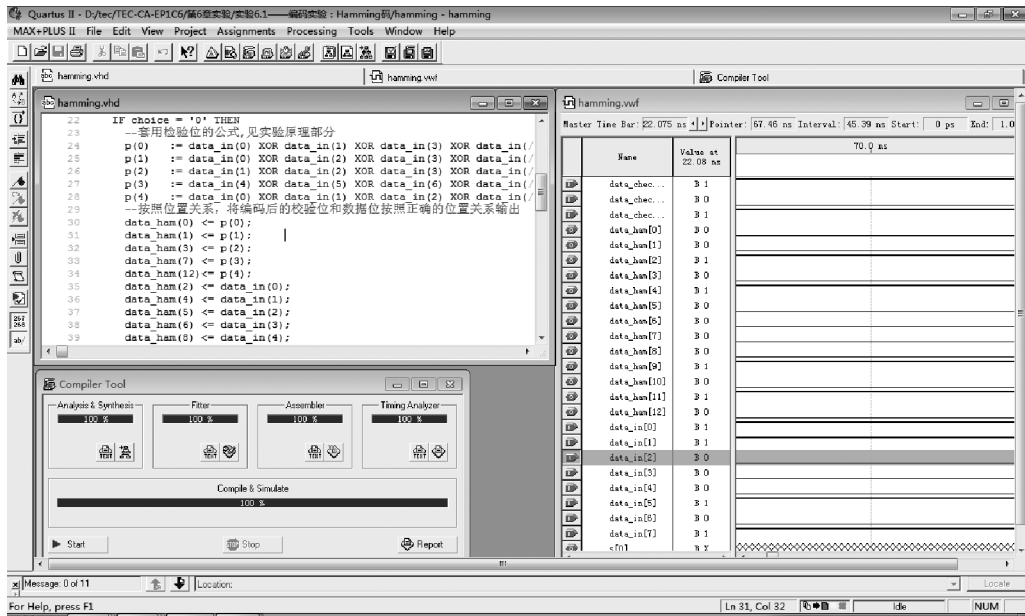 Quartus II - D:/tec/TEC-CA-EP1C6/第6章实验/实验6.1——编码实验：Hamming码/hamming - hamming
MAX+PLUS II File Edit View Project Assignments Processing Tools Window Help
hamming.vhd
hamming.vwf
Compiler Tool
hamming.vhd
22 IF choice = '0' THEN
23 --套用检验位的公式,见实验原理部分
24 p(0) := data_in(0) XOR data_in(1) XOR data_in(3) XOR data_in(/
25 p(1) := data_in(0) XOR data_in(2) XOR data_in(3) XOR data_in(/
26 p(2) := data_in(1) XOR data_in(2) XOR data_in(3) XOR data_in(/
27 p(3) := data_in(4) XOR data_in(5) XOR data_in(6) XOR data_in(/
28 p(4) := data_in(0) XOR data_in(1) XOR data_in(2) XOR data_in(/
29 --按照位置关系，将编码后的校验位和数据位按照正确的位置关系输出
30 data_ham(0) <= p(0);
31 data_ham(1) <= p(1);
32 data_ham(3) <= p(2);
33 data_ham(7) <= p(3);
34 data_ham(12)<= p(4);
35 data_ham(2) <= data_in(0);
36 data_ham(4) <= data_in(1);
37 data_ham(5) <= data_in(2);
38 data_ham(6) <= data_in(3);
39 data_ham(8) <= data_in(4);
Compiler Tool
Analysis & Synthesis Fitter Assembler Timing Analyzer
100 % 100 % 100 % 100 %
Compile & Simulate
100 %
Start Stop Report
hamming.vwf
Master Time Bar: 22.075 ns Pointer: 67.46 ns Interval: 45.39 ns Start: 0 ps End: 1.0
Name Value at 22.08 ns 70.0 ns
data_chec... B 1
data_chec... B 0
data_chec... B 1
data_ham[0] B 0
data_ham[1] B 0
data_ham[2] B 1
data_ham[3] B 0
data_ham[4] B 1
data_ham[5] B 0
data_ham[6] B 0
data_ham[7] B 0
data_ham[8] B 0
data_ham[9] B 1
data_ham[10] B 0
data_ham[11] B 1
data_ham[12] B 0
data_in[0] B 1
data_in[1] B 1
data_in[2] B 0
data_in[3] B 0
data_in[4] B 0
data_in[5] B 1
data_in[6] B 0
data_in[7] B 1
s[0] B X
Message: 0 of 11 Location: Locate
For Help, press F1 Ln 31, Col 32 Idle NUM